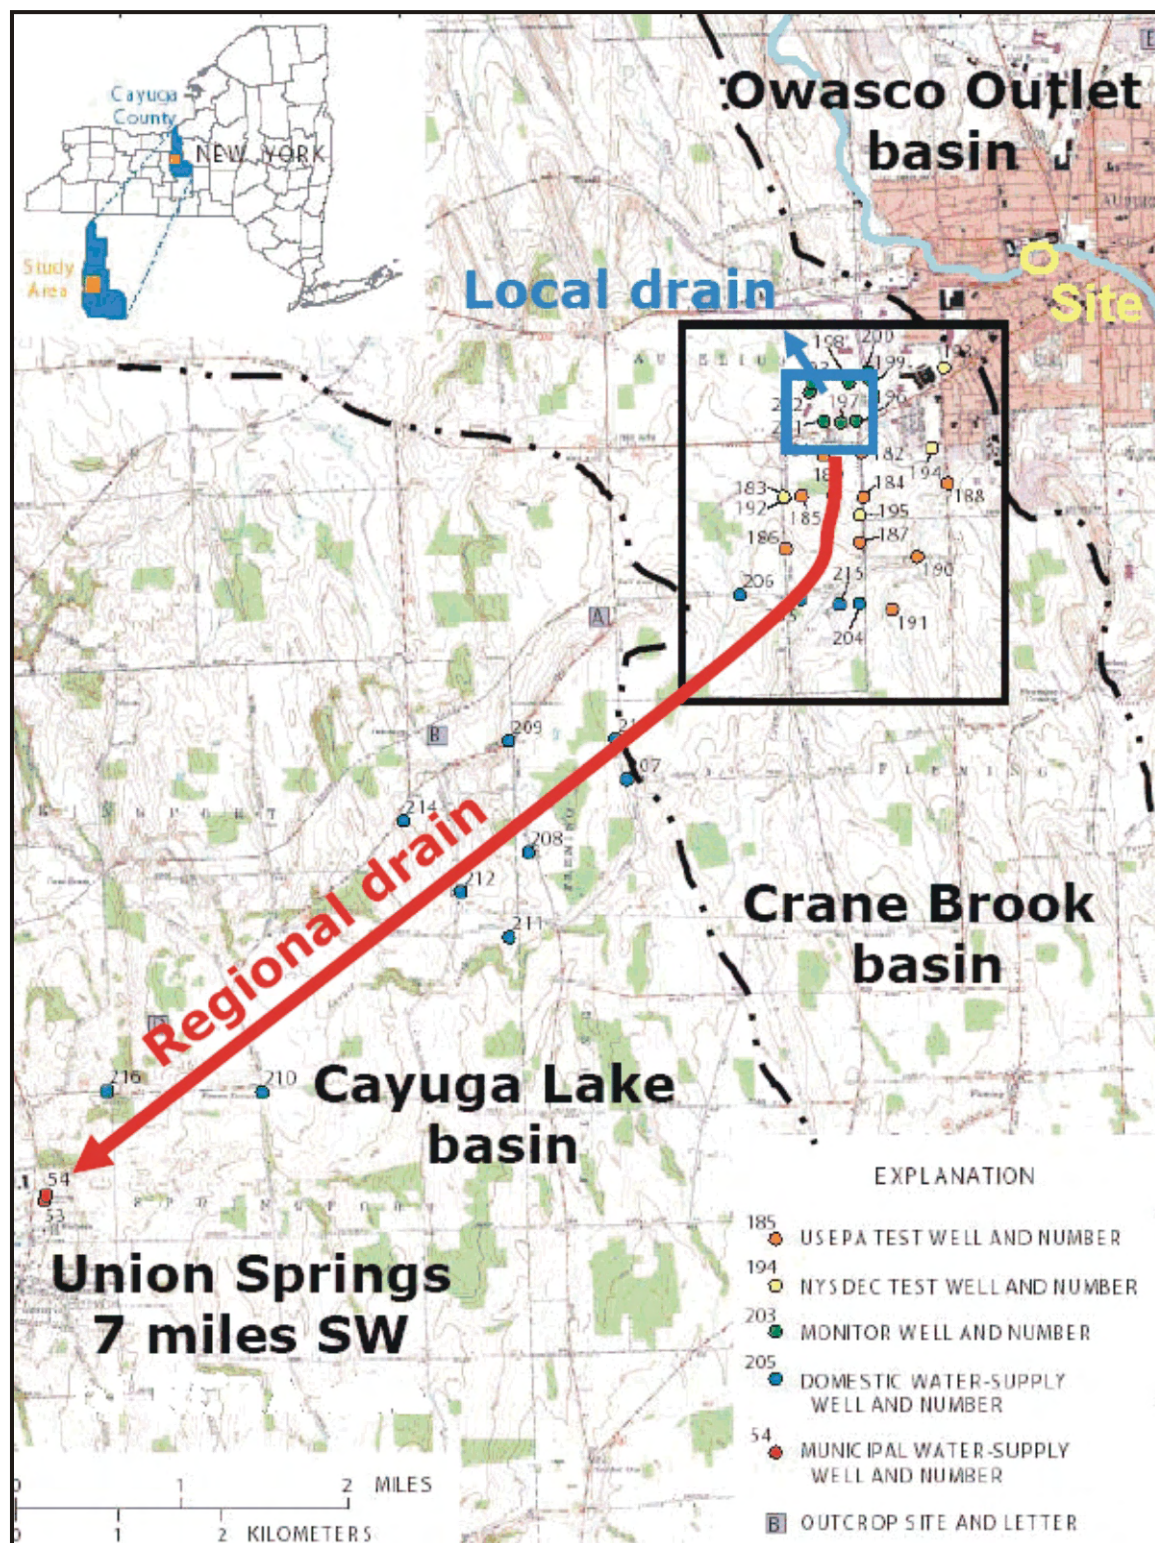 Cayuga
County
NEW YORK
Study
Area
Owasco Outlet
basin
Local drain
Site
A U R E L I U
198
200
199
197
196
182
183
192
185
184
194
188
195
186
187
190
206
215
191
204
A
209
B
F L E M I N G
214
208
212
211
Regional drain
Crane Brook
basin
216
210
Cayuga Lake
basin
54
53
Union Springs
7 miles SW
EXPLANATION
185
USEPA TEST WELL AND NUMBER
194
NYSDEC TEST WELL AND NUMBER
203
MONITOR WELL AND NUMBER
205
DOMESTIC WATER-SUPPLY
WELL AND NUMBER
54
MUNICIPAL WATER-SUPPLY
WELL AND NUMBER
B OUTCROP SITE AND LETTER
0 1 2 MILES
0 1 2 KILOMETERS